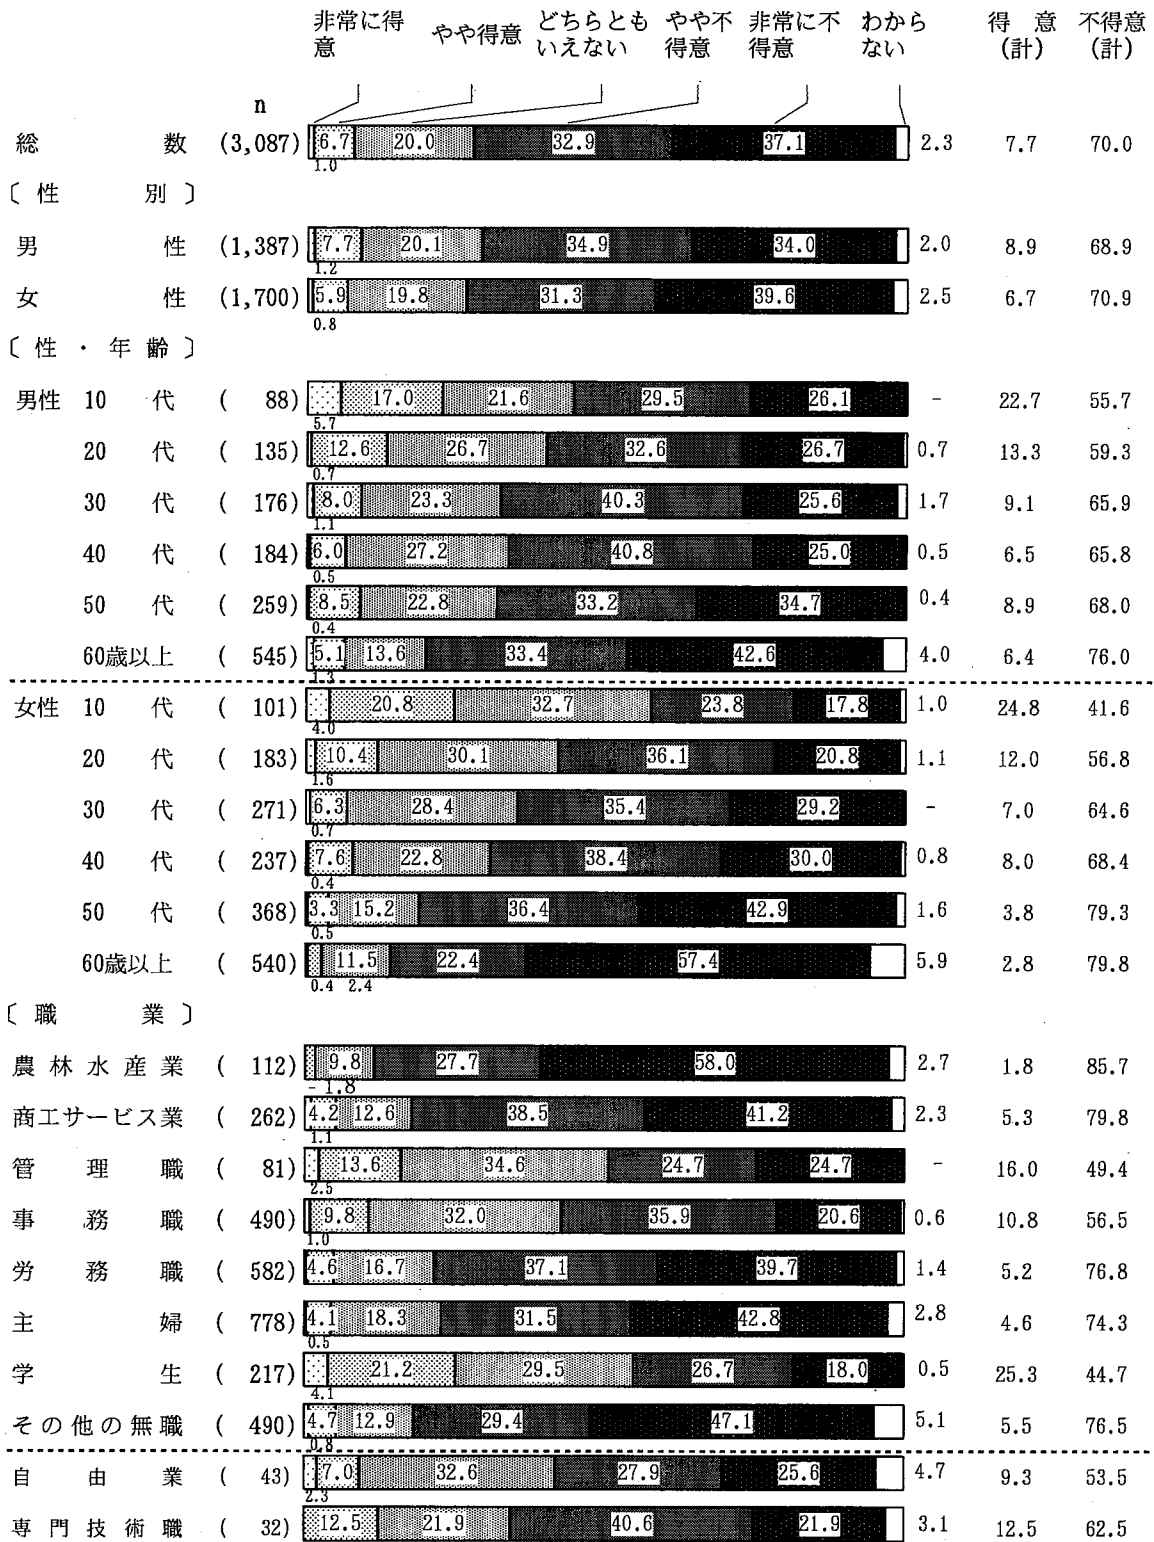 非常に得意 やや得意 どちらともいえない やや不得意 非常に不得意 わからない 得意(計) 不得意(計)
n
総数 (3,087) 6.7 20.0 32.9 37.1 2.3 7.7 70.0
1.0
〔性別〕
男性 (1,387) 7.7 20.1 34.9 34.0 2.0 8.9 68.9
1.2
女性 (1,700) 5.9 19.8 31.3 39.6 2.5 6.7 70.9
0.8
〔性・年齢〕
男性 10代 ( 88) 17.0 21.6 29.5 26.1 - 22.7 55.7
5.7
20代 ( 135) 12.6 26.7 32.6 26.7 0.7 13.3 59.3
0.7
30代 ( 176) 8.0 23.3 40.3 25.6 1.7 9.1 65.9
1.1
40代 ( 184) 6.0 27.2 40.8 25.0 0.5 6.5 65.8
0.5
50代 ( 259) 8.5 22.8 33.2 34.7 0.4 8.9 68.0
0.4
60歳以上 ( 545) 5.1 13.6 33.4 42.6 4.0 6.4 76.0
1.3
女性 10代 ( 101) 20.8 32.7 23.8 17.8 1.0 24.8 41.6
4.0
20代 ( 183) 10.4 30.1 36.1 20.8 1.1 12.0 56.8
1.6
30代 ( 271) 6.3 28.4 35.4 29.2 - 7.0 64.6
0.7
40代 ( 237) 7.6 22.8 38.4 30.0 0.8 8.0 68.4
0.4
50代 ( 368) 3.3 15.2 36.4 42.9 1.6 3.8 79.3
0.5
60歳以上 ( 540) 11.5 22.4 57.4 5.9 2.8 79.8
0.4 2.4
〔職業〕
農林水産業 ( 112) 9.8 27.7 58.0 2.7 1.8 85.7
- 1.8
商工サービス業 ( 262) 4.2 12.6 38.5 41.2 2.3 5.3 79.8
1.1
管理職 ( 81) 13.6 34.6 24.7 24.7 - 16.0 49.4
2.5
事務職 ( 490) 9.8 32.0 35.9 20.6 0.6 10.8 56.5
1.0
労務職 ( 582) 4.6 16.7 37.1 39.7 1.4 5.2 76.8
主婦 ( 778) 4.1 18.3 31.5 42.8 2.8 4.6 74.3
0.5
学生 ( 217) 21.2 29.5 26.7 18.0 0.5 25.3 44.7
4.1
その他の無職 ( 490) 4.7 12.9 29.4 47.1 5.1 5.5 76.5
0.8
自由業 ( 43) 7.0 32.6 27.9 25.6 4.7 9.3 53.5
2.3
専門技術職 ( 32) 12.5 21.9 40.6 21.9 3.1 12.5 62.5